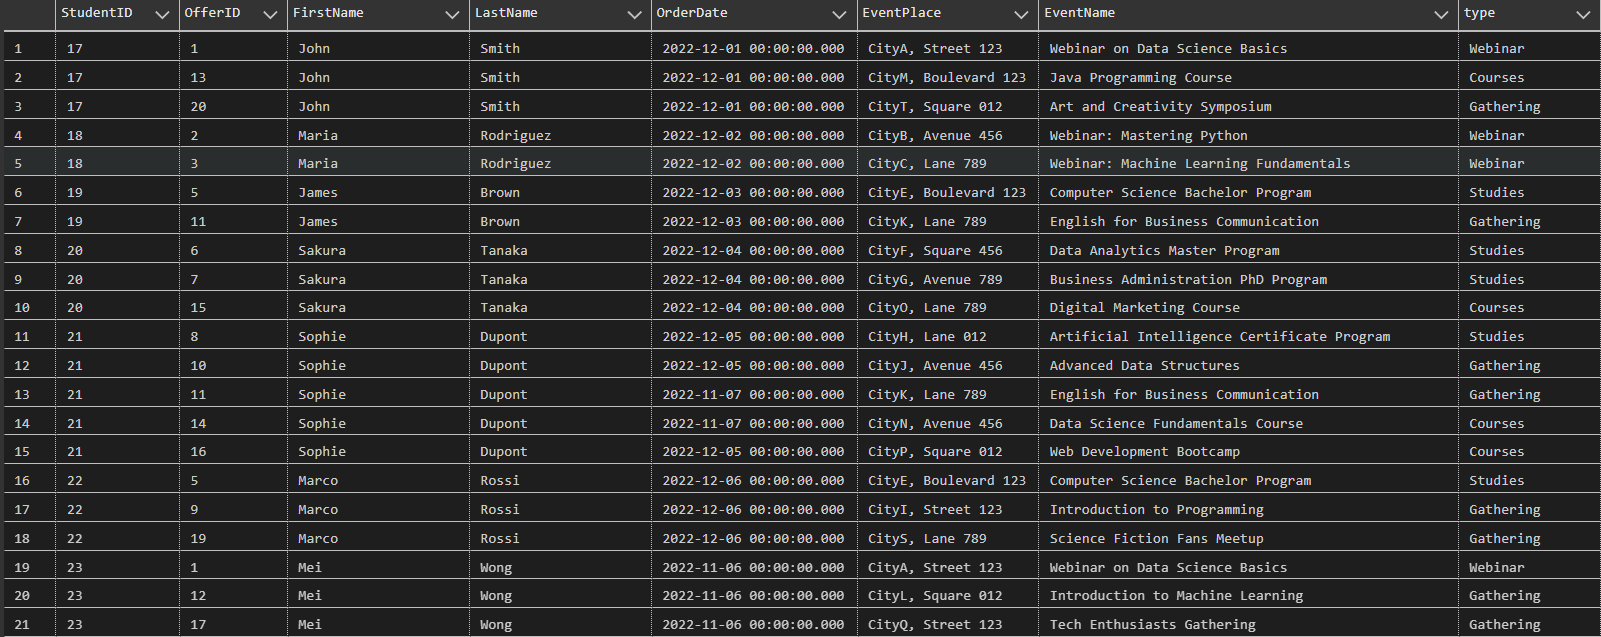 StudentID OfferID FirstName LastName OrderDate EventPlace EventName type
1 17 1 John Smith 2022-12-01 00:00:00.000 CityA, Street 123 Webinar on Data Science Basics Webinar
2 17 13 John Smith 2022-12-01 00:00:00.000 CityM, Boulevard 123 Java Programming Course Courses
3 17 20 John Smith 2022-12-01 00:00:00.000 CityT, Square 012 Art and Creativity Symposium Gathering
4 18 2 Maria Rodriguez 2022-12-02 00:00:00.000 CityB, Avenue 456 Webinar: Mastering Python Webinar
5 18 3 Maria Rodriguez 2022-12-02 00:00:00.000 CityC, Lane 789 Webinar: Machine Learning Fundamentals Webinar
6 19 5 James Brown 2022-12-03 00:00:00.000 CityE, Boulevard 123 Computer Science Bachelor Program Studies
7 19 11 James Brown 2022-12-03 00:00:00.000 CityK, Lane 789 English for Business Communication Gathering
8 20 6 Sakura Tanaka 2022-12-04 00:00:00.000 CityF, Square 456 Data Analytics Master Program Studies
9 20 7 Sakura Tanaka 2022-12-04 00:00:00.000 CityG, Avenue 789 Business Administration PhD Program Studies
10 20 15 Sakura Tanaka 2022-12-04 00:00:00.000 CityO, Lane 789 Digital Marketing Course Courses
11 21 8 Sophie Dupont 2022-12-05 00:00:00.000 CityH, Lane 012 Artificial Intelligence Certificate Program Studies
12 21 10 Sophie Dupont 2022-12-05 00:00:00.000 CityJ, Avenue 456 Advanced Data Structures Gathering
13 21 11 Sophie Dupont 2022-11-07 00:00:00.000 CityK, Lane 789 English for Business Communication Gathering
14 21 14 Sophie Dupont 2022-11-07 00:00:00.000 CityN, Avenue 456 Data Science Fundamentals Course Courses
15 21 16 Sophie Dupont 2022-12-05 00:00:00.000 CityP, Square 012 Web Development Bootcamp Courses
16 22 5 Marco Rossi 2022-12-06 00:00:00.000 CityE, Boulevard 123 Computer Science Bachelor Program Studies
17 22 9 Marco Rossi 2022-12-06 00:00:00.000 CityI, Street 123 Introduction to Programming Gathering
18 22 19 Marco Rossi 2022-12-06 00:00:00.000 CityS, Lane 789 Science Fiction Fans Meetup Gathering
19 23 1 Mei Wong 2022-11-06 00:00:00.000 CityA, Street 123 Webinar on Data Science Basics Webinar
20 23 12 Mei Wong 2022-11-06 00:00:00.000 CityL, Square 012 Introduction to Machine Learning Gathering
21 23 17 Mei Wong 2022-11-06 00:00:00.000 CityQ, Street 123 Tech Enthusiasts Gathering Gathering